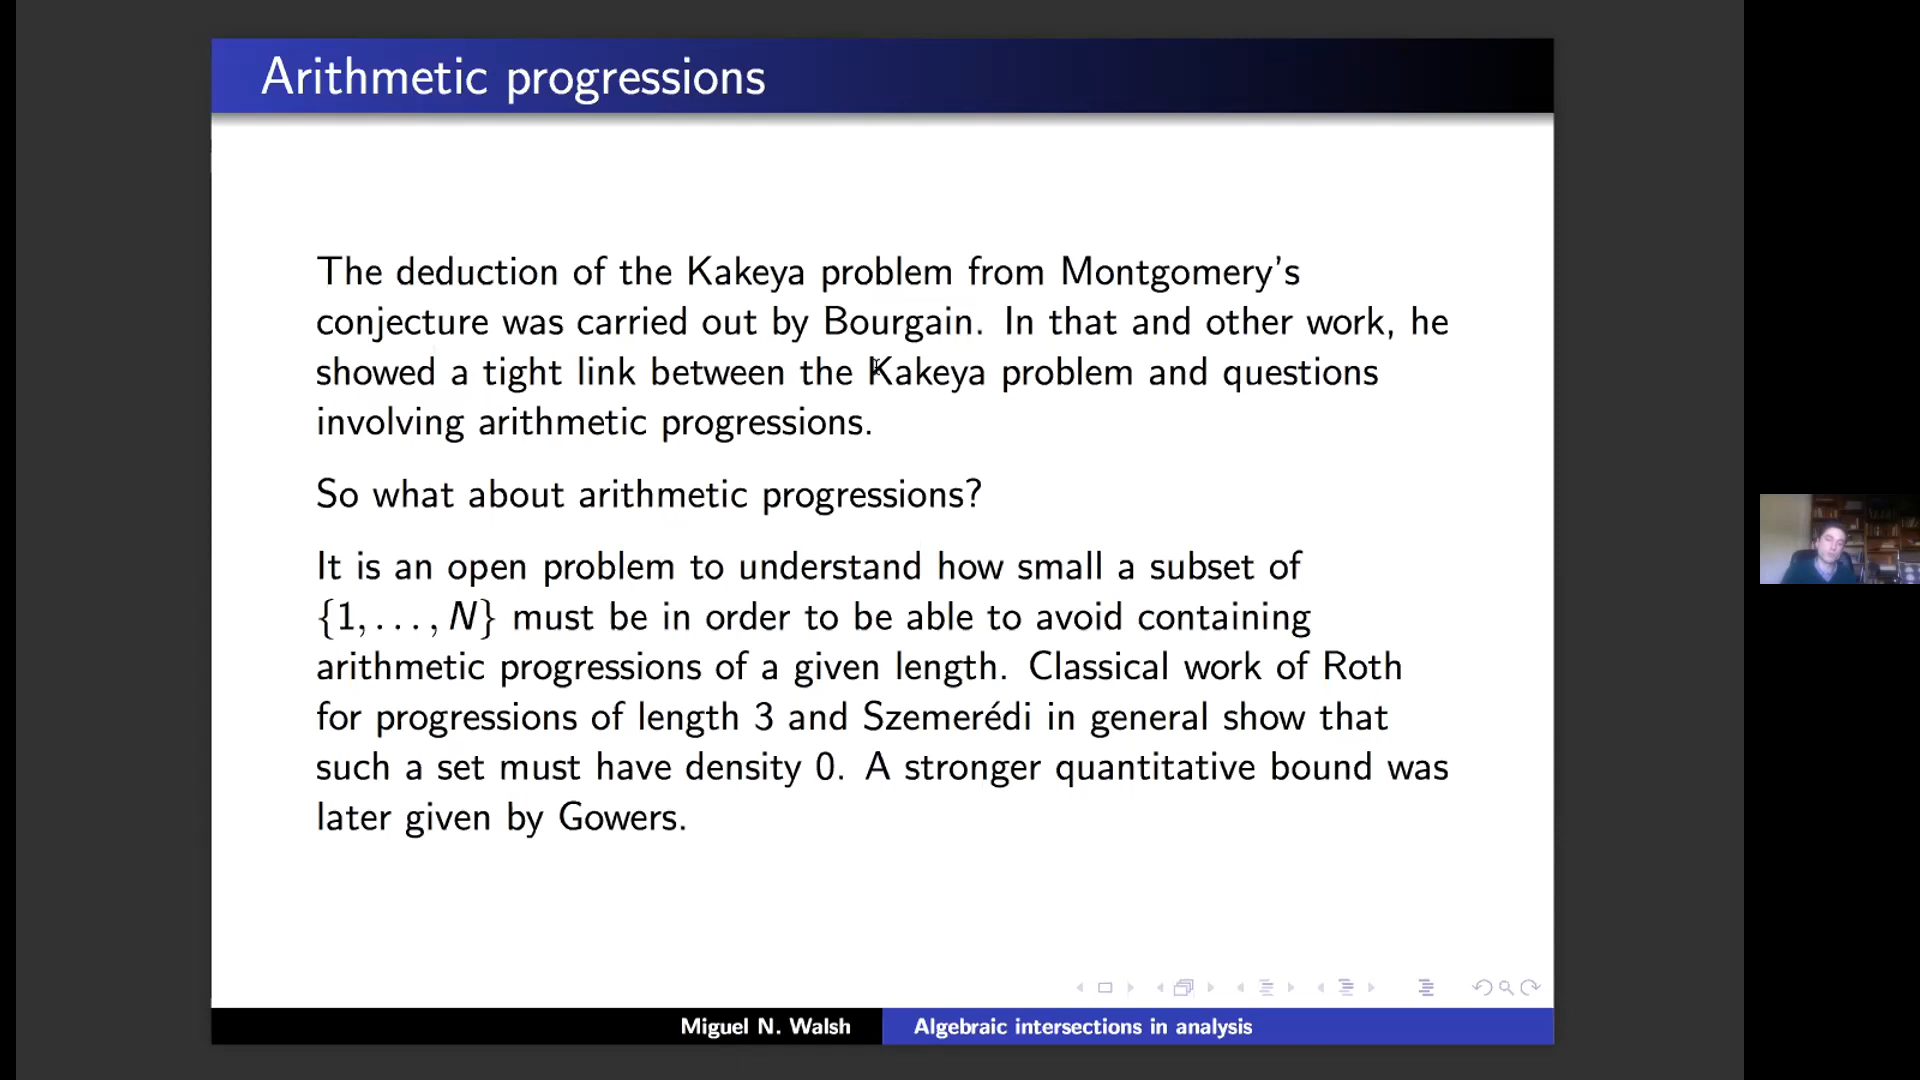 Arithmetic progressions
The deduction of the Kakeya problem from Montgomery's
conjecture was carried out by Bourgain. In that and other work, he
showed a tight link between the Kakeya problem and questions
involving arithmetic progressions.
So what about arithmetic progressions?
It is an open problem to understand how small a subset of
{1, . . . , N} must be in order to be able to avoid containing
arithmetic progressions of a given length. Classical work of Roth
for progressions of length 3 and Szemerédi in general show that
such a set must have density 0. A stronger quantitative bound was
later given by Gowers.
Miguel N. Walsh
Algebraic intersections in analysis